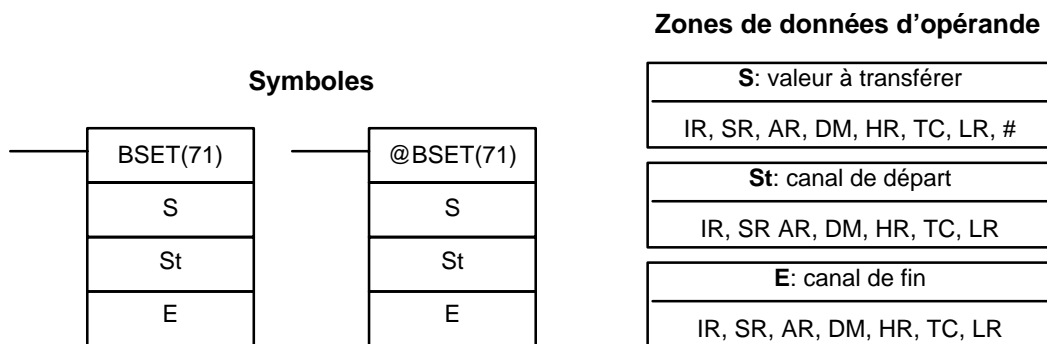 Zones de données d’opérande
Symboles
BSET(71)
S
St
E
@BSET(71)
S
St
E
S: valeur à transférer
IR, SR, AR, DM, HR, TC, LR, #
St: canal de départ
IR, SR AR, DM, HR, TC, LR
E: canal de fin
IR, SR, AR, DM, HR, TC, LR